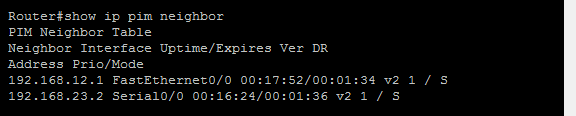 Router#show ip pim neighbor
PIM Neighbor Table
Neighbor Interface Uptime/Expires Ver DR
Address Prio/Mode
192.168.12.1 FastEthernet0/0 00:17:52/00:01:34 v2 1 / S
192.168.23.2 Serial0/0 00:16:24/00:01:36 v2 1 / S